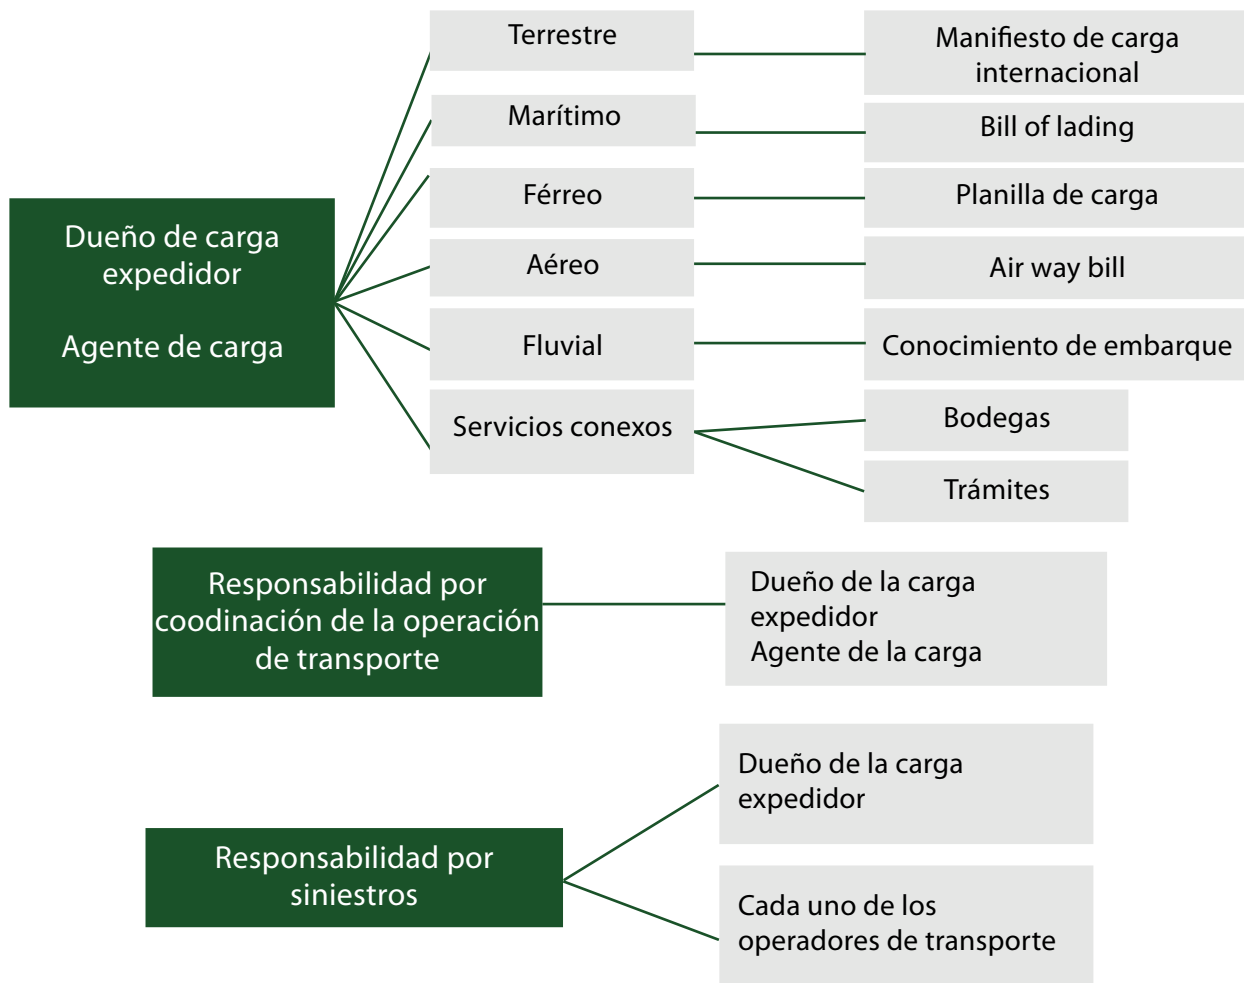 Dueño de carga
expedidor
Agente de carga
Terrestre
Manifiesto de carga
internacional
Marítimo
Bill of lading
Férreo
Planilla de carga
Aéreo
Air way bill
Fluvial
Conocimiento de embarque
Servicios conexos
Bodegas
Trámites
Responsabilidad por
coodinación de la operación
de transporte
Dueño de la carga
expedidor
Agente de la carga
Responsabilidad por
siniestros
Dueño de la carga
expedidor
Cada uno de los
operadores de transporte